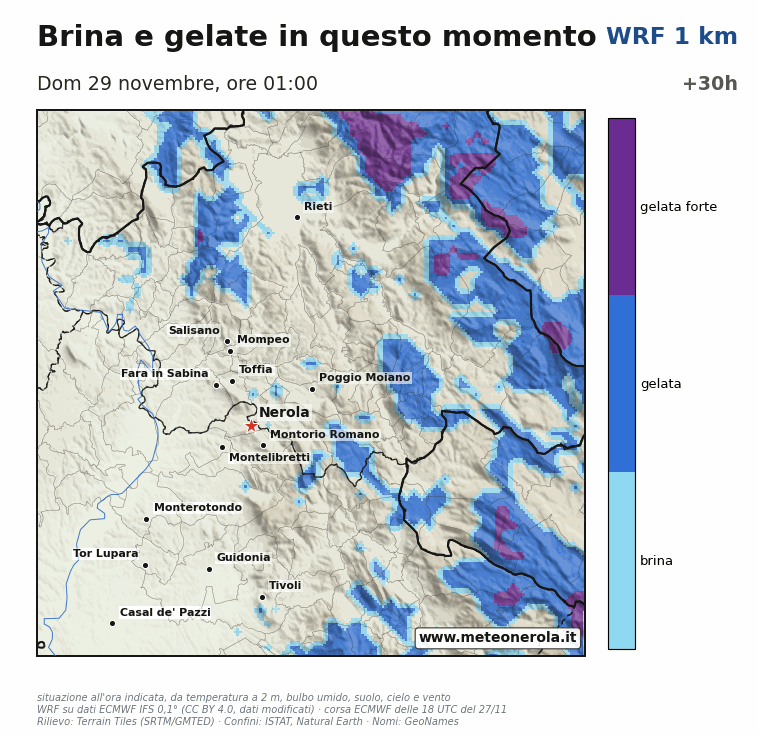 Brina e gelate in questo momento WRF 1 km
Dom 29 novembre, ore 01:00 +30h
Rieti
gelata forte
Salisano
Mompeo
Fara in Sabina
Toffia
Poggio Moiano
gelata
Nerola
Montorio Romano
Montelibretti
Monterotondo
Tor Lupara
Guidonia
brina
Tivoli
Casal de' Pazzi
www.meteonerola.it
situazione all'ora indicata, da temperatura a 2 m, bulbo umido, suolo, cielo e vento
WRF su dati ECMWF IFS 0,1° (CC BY 4.0, dati modificati) · corsa ECMWF delle 18 UTC del 27/11
Rilievo: Terrain Tiles (SRTM/GMTED) · Confini: ISTAT, Natural Earth · Nomi: GeoNames